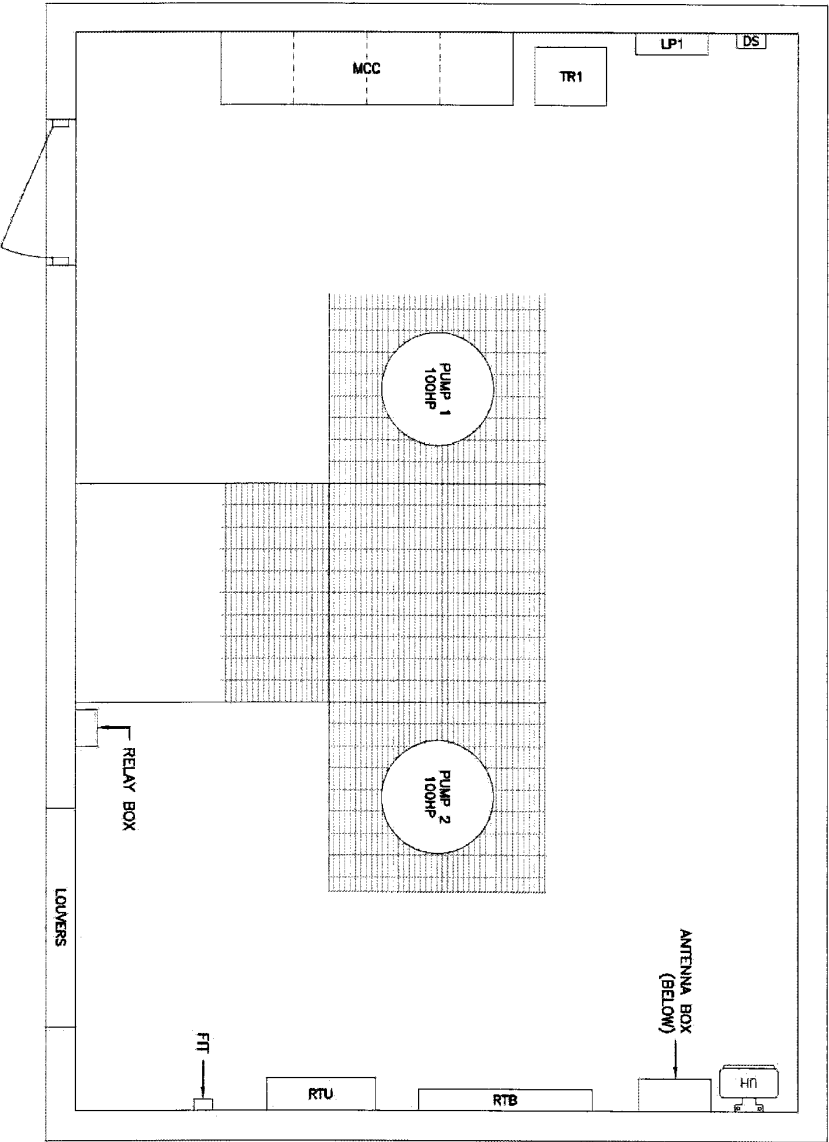 MCC
TR1
LP1
DS
PUMP 1
100HP
PUMP 2
100HP
RELAY BOX
LOUVERS
ANTENNA BOX
(BELOW)
FIT
RTU
RTB
UH